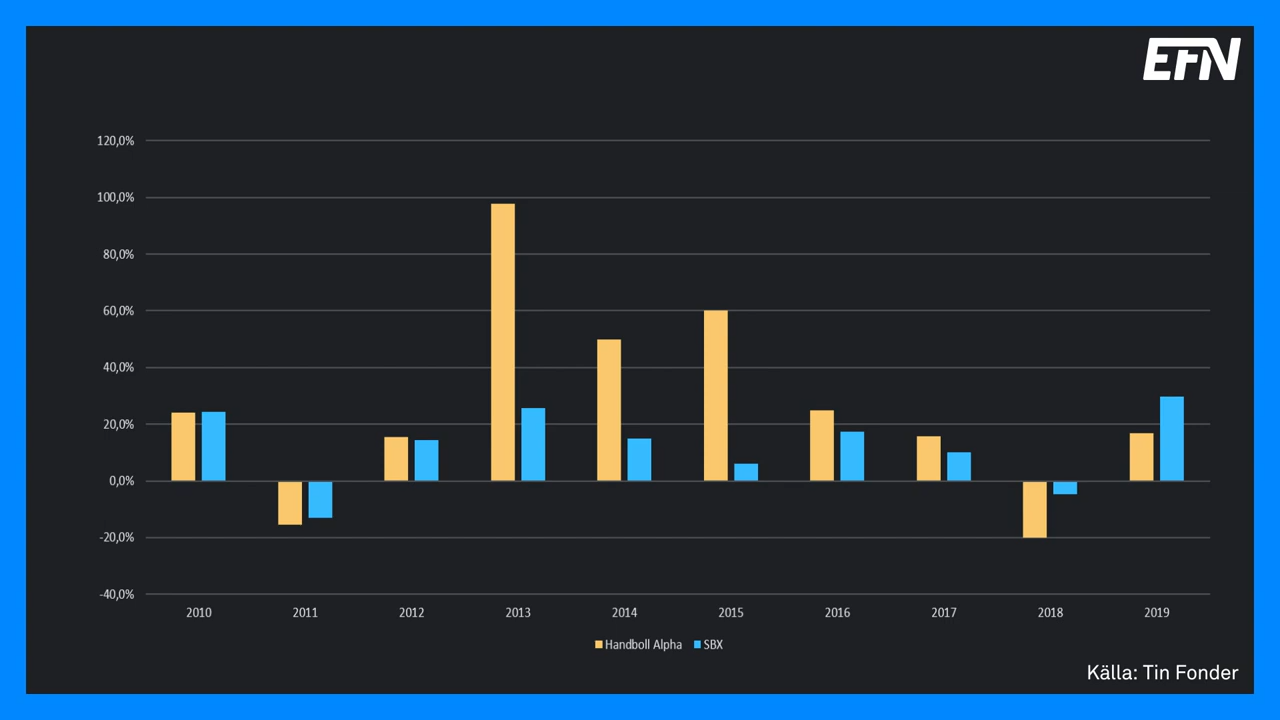 EFN
120,0%
100,0%
80,0%
60,0%
40,0%
20,0%
0,0%
-20,0%
-40,0%
2010 2011 2012 2013 2014 2015 2016 2017 2018 2019
Handboll Alpha SBX
Källa: Tin Fonder